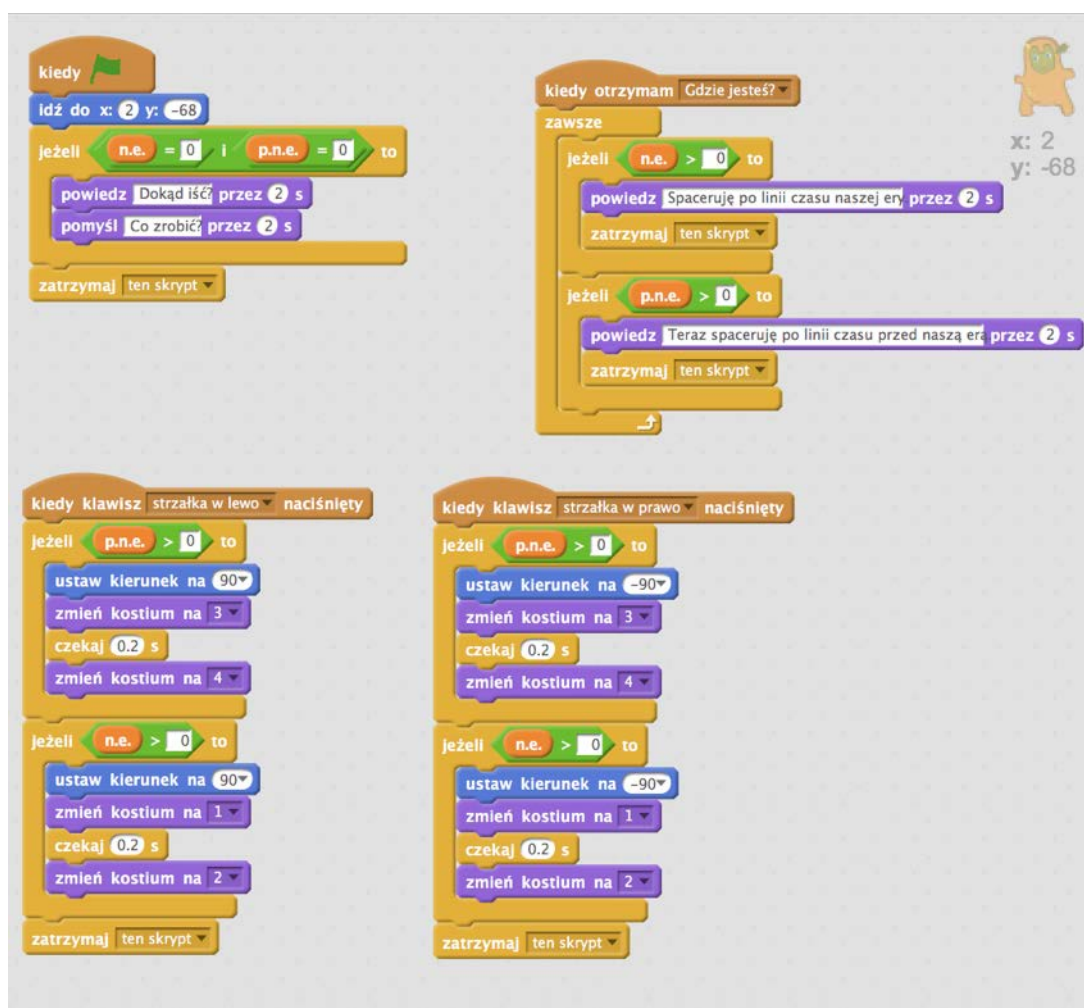 kiedy
idź do x: 2 y: -68
jeżeli n.e. = 0 i p.n.e. = 0 to
powiedz Dokąd iść? przez 2 s
pomyśl Co zrobić? przez 2 s
zatrzymaj ten skrypt
kiedy otrzymam Gdzie jesteś?
zawsze
jeżeli n.e. > 0 to
powiedz Spaceruję po linii czasu naszej ery przez 2 s
zatrzymaj ten skrypt
jeżeli p.n.e. > 0 to
powiedz Teraz spaceruję po linii czasu przed naszą erą przez 2 s
zatrzymaj ten skrypt
x: 2
y: -68
kiedy klawisz strzałka w lewo naciśnięty
jeżeli p.n.e. > 0 to
ustaw kierunek na 90
zmień kostium na 3
czekaj 0.2 s
zmień kostium na 4
jeżeli n.e. > 0 to
ustaw kierunek na 90
zmień kostium na 1
czekaj 0.2 s
zmień kostium na 2
zatrzymaj ten skrypt
kiedy klawisz strzałka w prawo naciśnięty
jeżeli p.n.e. > 0 to
ustaw kierunek na -90
zmień kostium na 3
czekaj 0.2 s
zmień kostium na 4
jeżeli n.e. > 0 to
ustaw kierunek na -90
zmień kostium na 1
czekaj 0.2 s
zmień kostium na 2
zatrzymaj ten skrypt